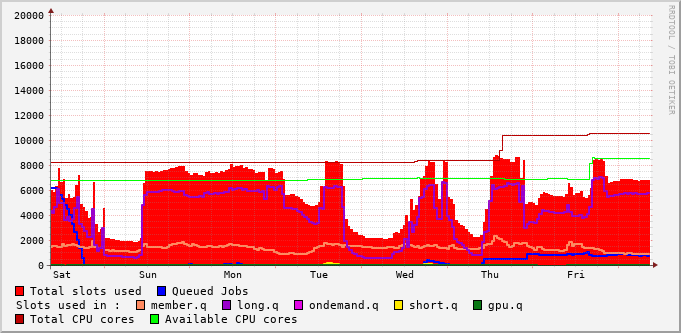 RRDTOOL / TOBI OETIKER
20000
18000
16000
14000
12000
10000
8000
6000
4000
2000
0
Sat Sun Mon Tue Wed Thu Fri
Total slots used Queued Jobs
Slots used in : member.q long.q ondemand.q short.q gpu.q
Total CPU cores Available CPU cores